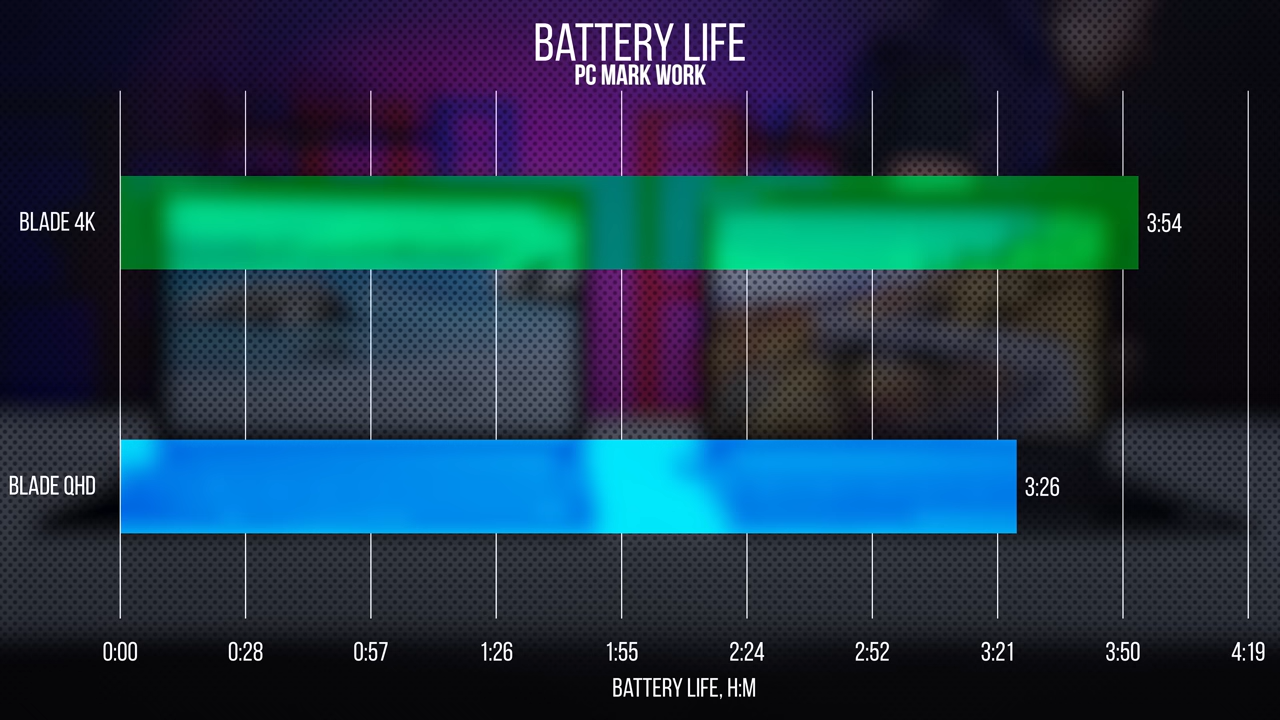 BATTERY LIFE
PC MARK WORK
BLADE 4K
3:54
BLADE QHD
3:26
0:00 0:28 0:57 1:26 1:55 2:24 2:52 3:21 3:50 4:19
BATTERY LIFE, H:M